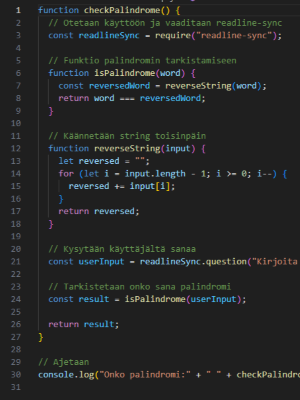 1 function checkPalindrome() {
2 // Otetaan käyttöön ja vaaditaan readline-sync
3 const readlineSync = require("readline-sync");
4
5 // Funktio palindromin tarkistamiseen
6 function isPalindrome(word) {
7 const reversedWord = reverseString(word);
8 return word === reversedWord;
9 }
10
11 // Käännetään string toisinpäin
12 function reverseString(input) {
13 let reversed = "";
14 for (let i = input.length - 1; i >= 0; i--) {
15 reversed += input[i];
16 }
17 return reversed;
18 }
19
20 // Kysytään käyttäjältä sanaa
21 const userInput = readlineSync.question("Kirjoita
22
23 // Tarkistetaan onko sana palindromi
24 const result = isPalindrome(userInput);
25
26 return result;
27 }
28
29 // Ajetaan
30 console.log("Onko palindromi:" + " " + checkPalindro
31